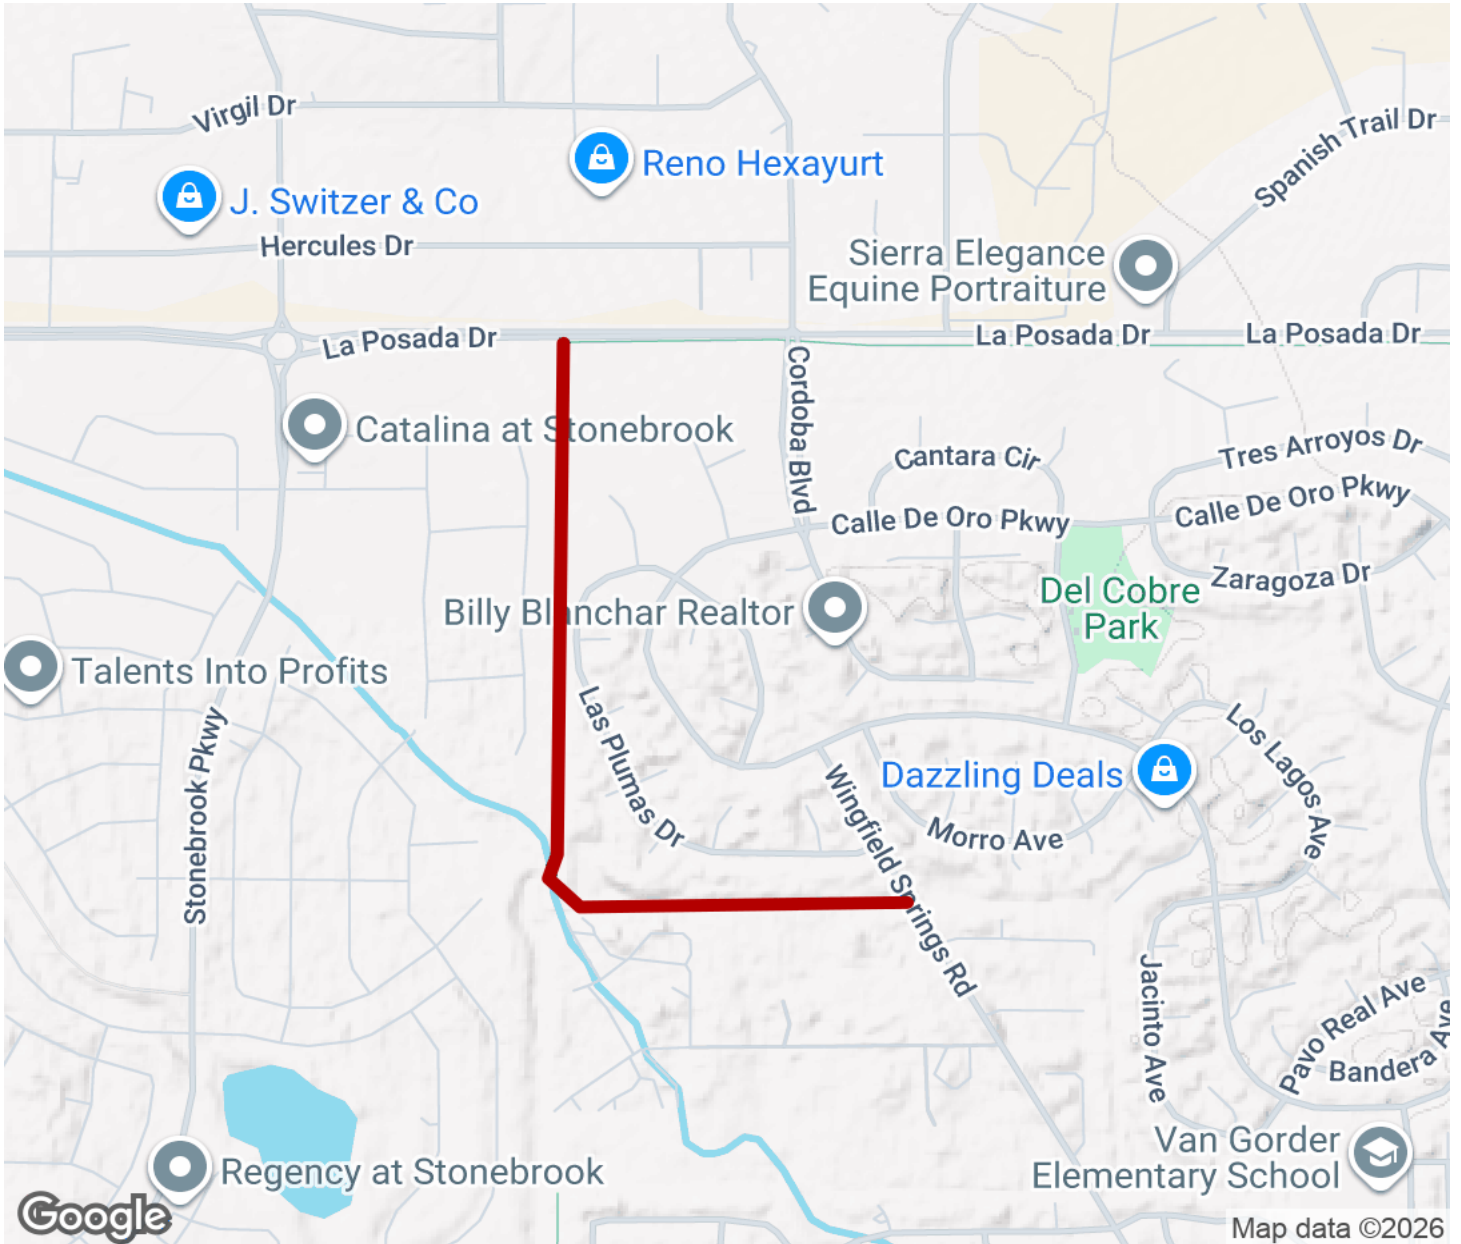 Virgil Dr
Spanish Trail Dr
Reno Hexayurt
J. Switzer & Co
Hercules Dr
Sierra Elegance
Equine Portraiture
La Posada Dr
La Posada Dr
La Posada Dr
Cordoba Blvd
Catalina at Stonebrook
Cantara Cir
Tres Arroyos Dr
Calle De Oro Pkwy
Calle De Oro Pkwy
Zaragoza Dr
Del Cobre
Park
Billy Blanchar Realtor
Talents Into Profits
Stonebrook Pkwy
Las Plumas Dr
Los Lagos Ave
Dazzling Deals
Wingfield Springs Rd
Morro Ave
Jacinto Ave
Pavo Real Ave
Bandera Ave
Van Gorder
Elementary School
Regency at Stonebrook
Google
Map data ©2026